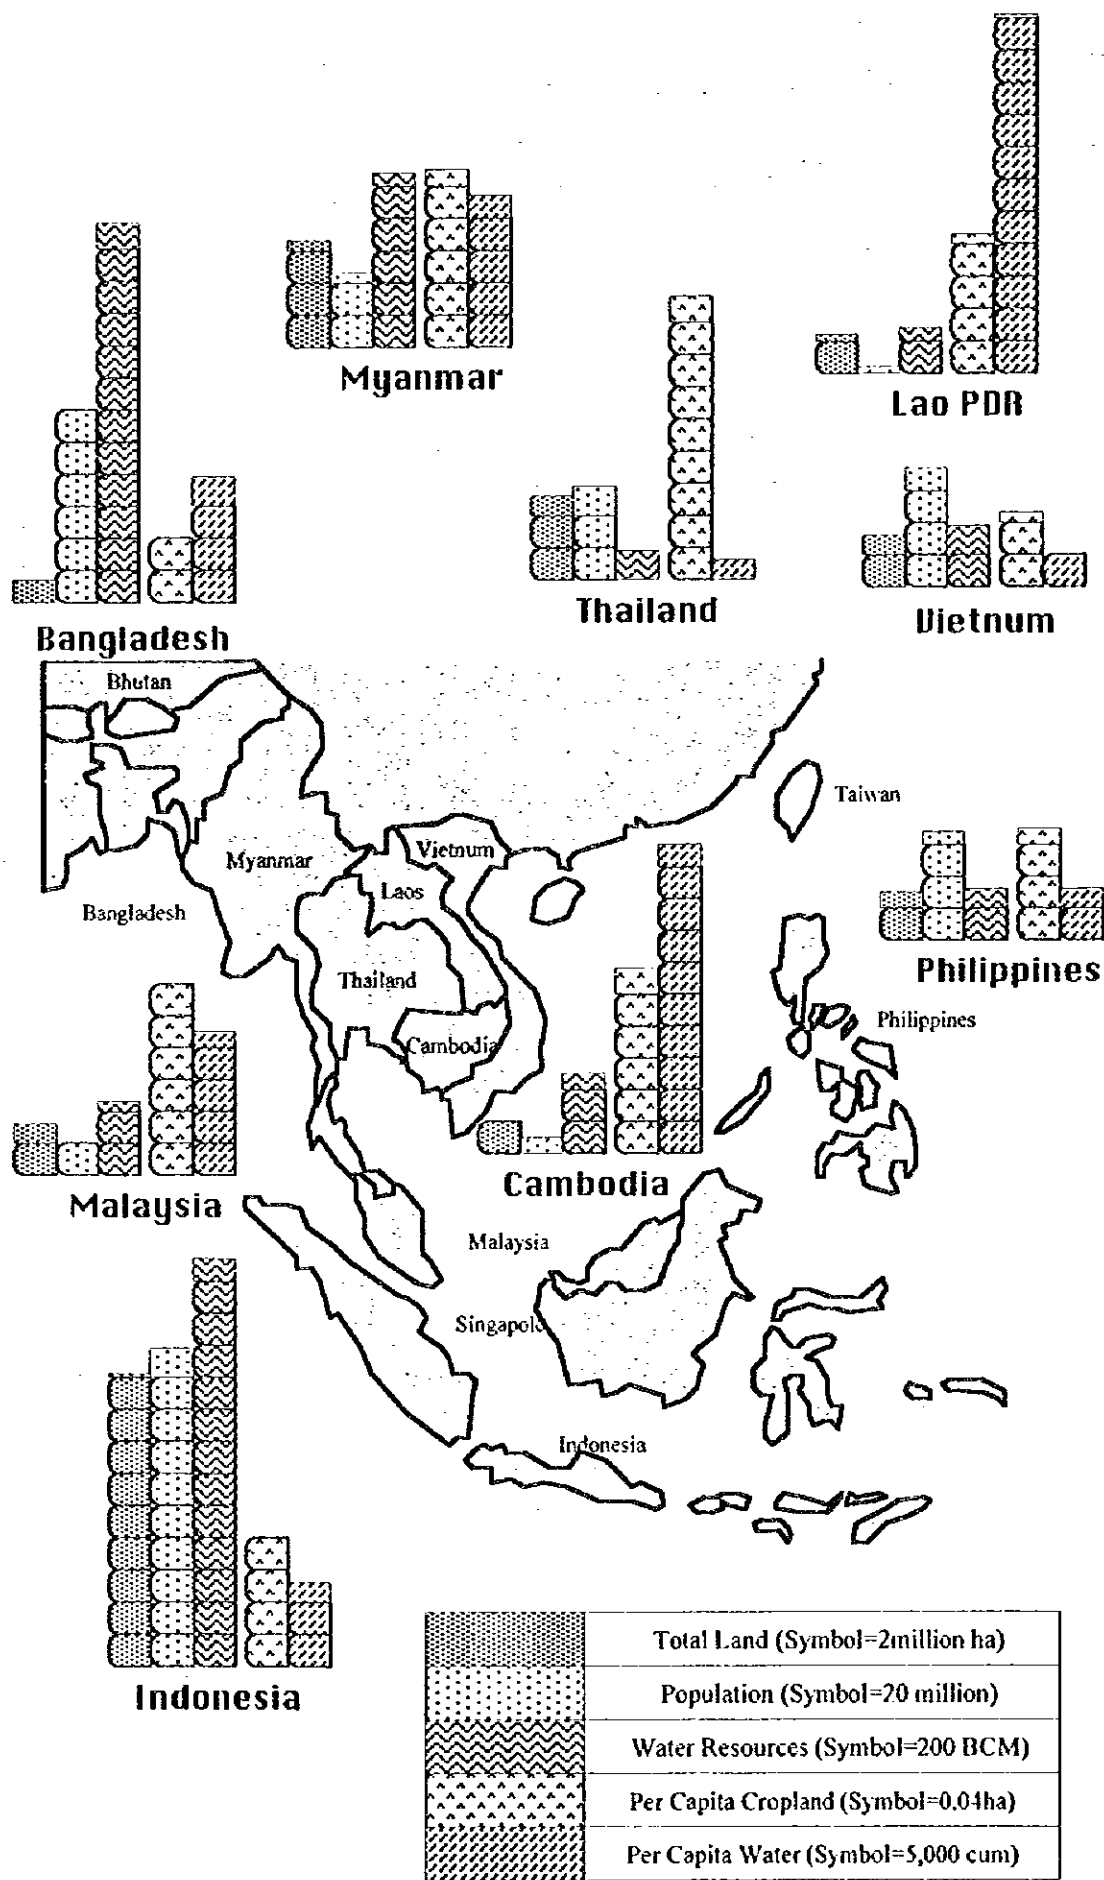 Myanmar
Lao PDR
Thailand
Vietnum
Bangladesh
Bhutan
Taiwan
Vietnum
Myanmar
Laos
Bangladesh
Philippines
Thailand
Philippines
Cambodia
Malaysia
Cambodia
Malaysia
Singapole
Indonesia
Indonesia
Total Land (Symbol=2million ha)
Population (Symbol=20 million)
Water Resources (Symbol=200 BCM)
Per Capita Cropland (Symbol=0.04ha)
Per Capita Water (Symbol=5,000 cum)